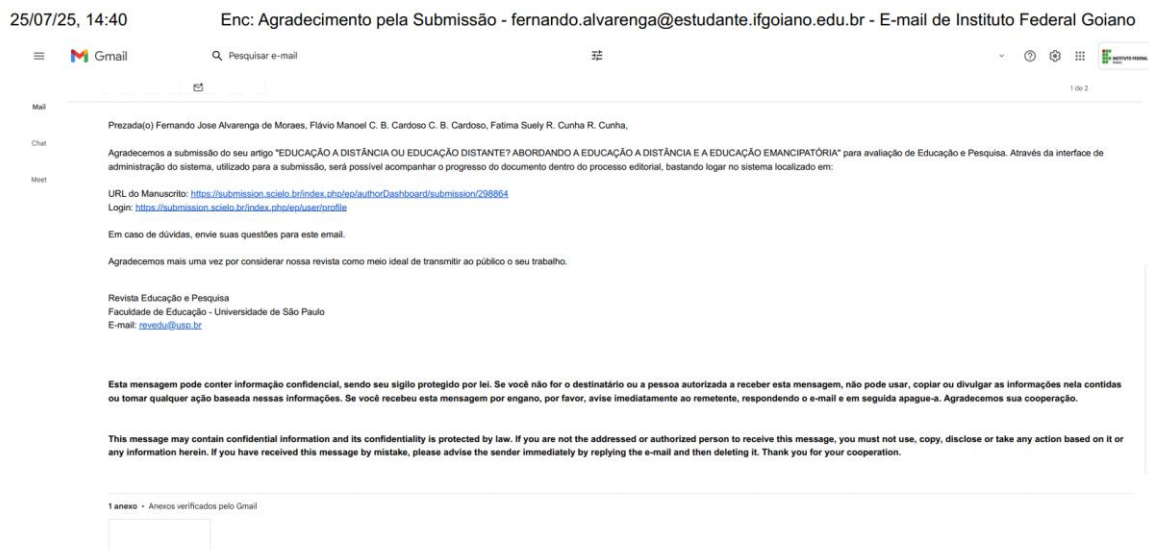 25/07/25, 14:40 Enc: Agradecimento pela Submissão - fernando.alvarenga@estudante.ifgoiano.edu.br - E-mail de Instituto Federal Goiano
Gmail Pesquisar e-mail INSTITUTO FEDERAL
1 de 2
Mail
Prezada(o) Fernando Jose Alvarenga de Moraes, Flávio Manoel C. B. Cardoso C. B. Cardoso, Fatima Suely R. Cunha R. Cunha,
Chat
Agradecemos a submissão do seu artigo "EDUCAÇÃO A DISTÂNCIA OU EDUCAÇÃO DISTANTE? ABORDANDO A EDUCAÇÃO A DISTÂNCIA E A EDUCAÇÃO EMANCIPATÓRIA" para avaliação de Educação e Pesquisa. Através da interface de
administração do sistema, utilizado para a submissão, será possível acompanhar o progresso do documento dentro do processo editorial, bastando logar no sistema localizado em:
Meet
URL do Manuscrito: https://submission.scielo.br/index.php/ep/authorDashboard/submission/298864
Login: https://submission.scielo.br/index.php/ep/user/profile
Em caso de dúvidas, envie suas questões para este email.
Agradecemos mais uma vez por considerar nossa revista como meio ideal de transmitir ao público o seu trabalho.
Revista Educação e Pesquisa
Faculdade de Educação - Universidade de São Paulo
E-mail: revedu@usp.br
Esta mensagem pode conter informação confidencial, sendo seu sigilo protegido por lei. Se você não for o destinatário ou a pessoa autorizada a receber esta mensagem, não pode usar, copiar ou divulgar as informações nela contidas
ou tomar qualquer ação baseada nessas informações. Se você recebeu esta mensagem por engano, por favor, avise imediatamente ao remetente, respondendo o e-mail e em seguida apague-a. Agradecemos sua cooperação.
This message may contain confidential information and its confidentiality is protected by law. If you are not the addressed or authorized person to receive this message, you must not use, copy, disclose or take any action based on it or
any information herein. If you have received this message by mistake, please advise the sender immediately by replying the e-mail and then deleting it. Thank you for your cooperation.
1 anexo • Anexos verificados pelo Gmail